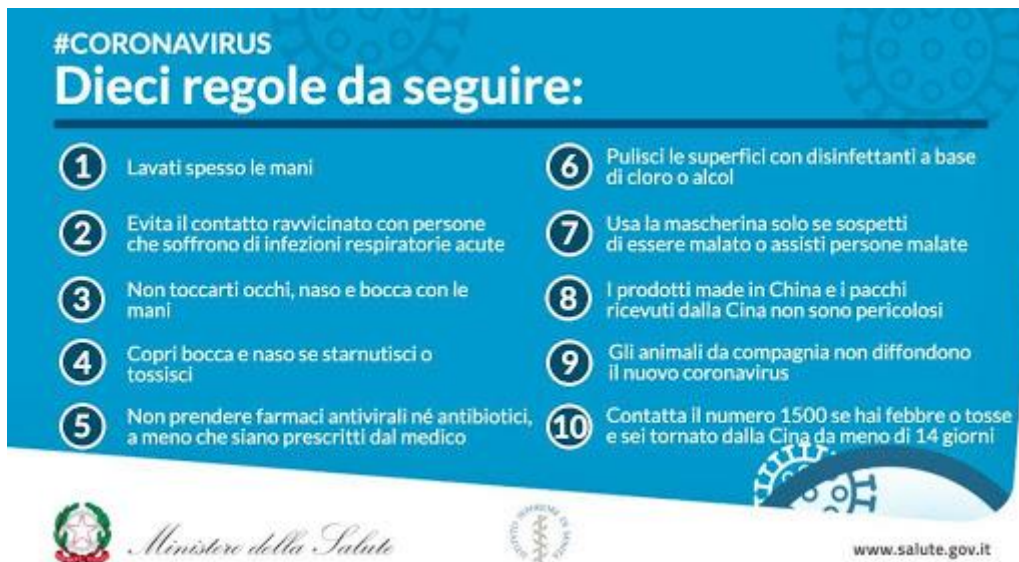 #CORONAVIRUS
Dieci regole da seguire:
1
Lavati spesso le mani
2
Evita il contatto ravvicinato con persone
che soffrono di infezioni respiratorie acute
3
Non toccarti occhi, naso e bocca con le
mani
4
Copri bocca e naso se starnutisci o
tossisci
5
Non prendere farmaci antivirali né antibiotici,
a meno che siano prescritti dal medico
6
Pulisci le superfici con disinfettanti a base
di cloro o alcol
7
Usa la mascherina solo se sospetti
di essere malato o assisti persone malate
8
I prodotti made in China e i pacchi
ricevuti dalla Cina non sono pericolosi
9
Gli animali da compagnia non diffondono
il nuovo coronavirus
10
Contatta il numero 1500 se hai febbre o tosse
e sei tornato dalla Cina da meno di 14 giorni
Ministero della Salute
www.salute.gov.it